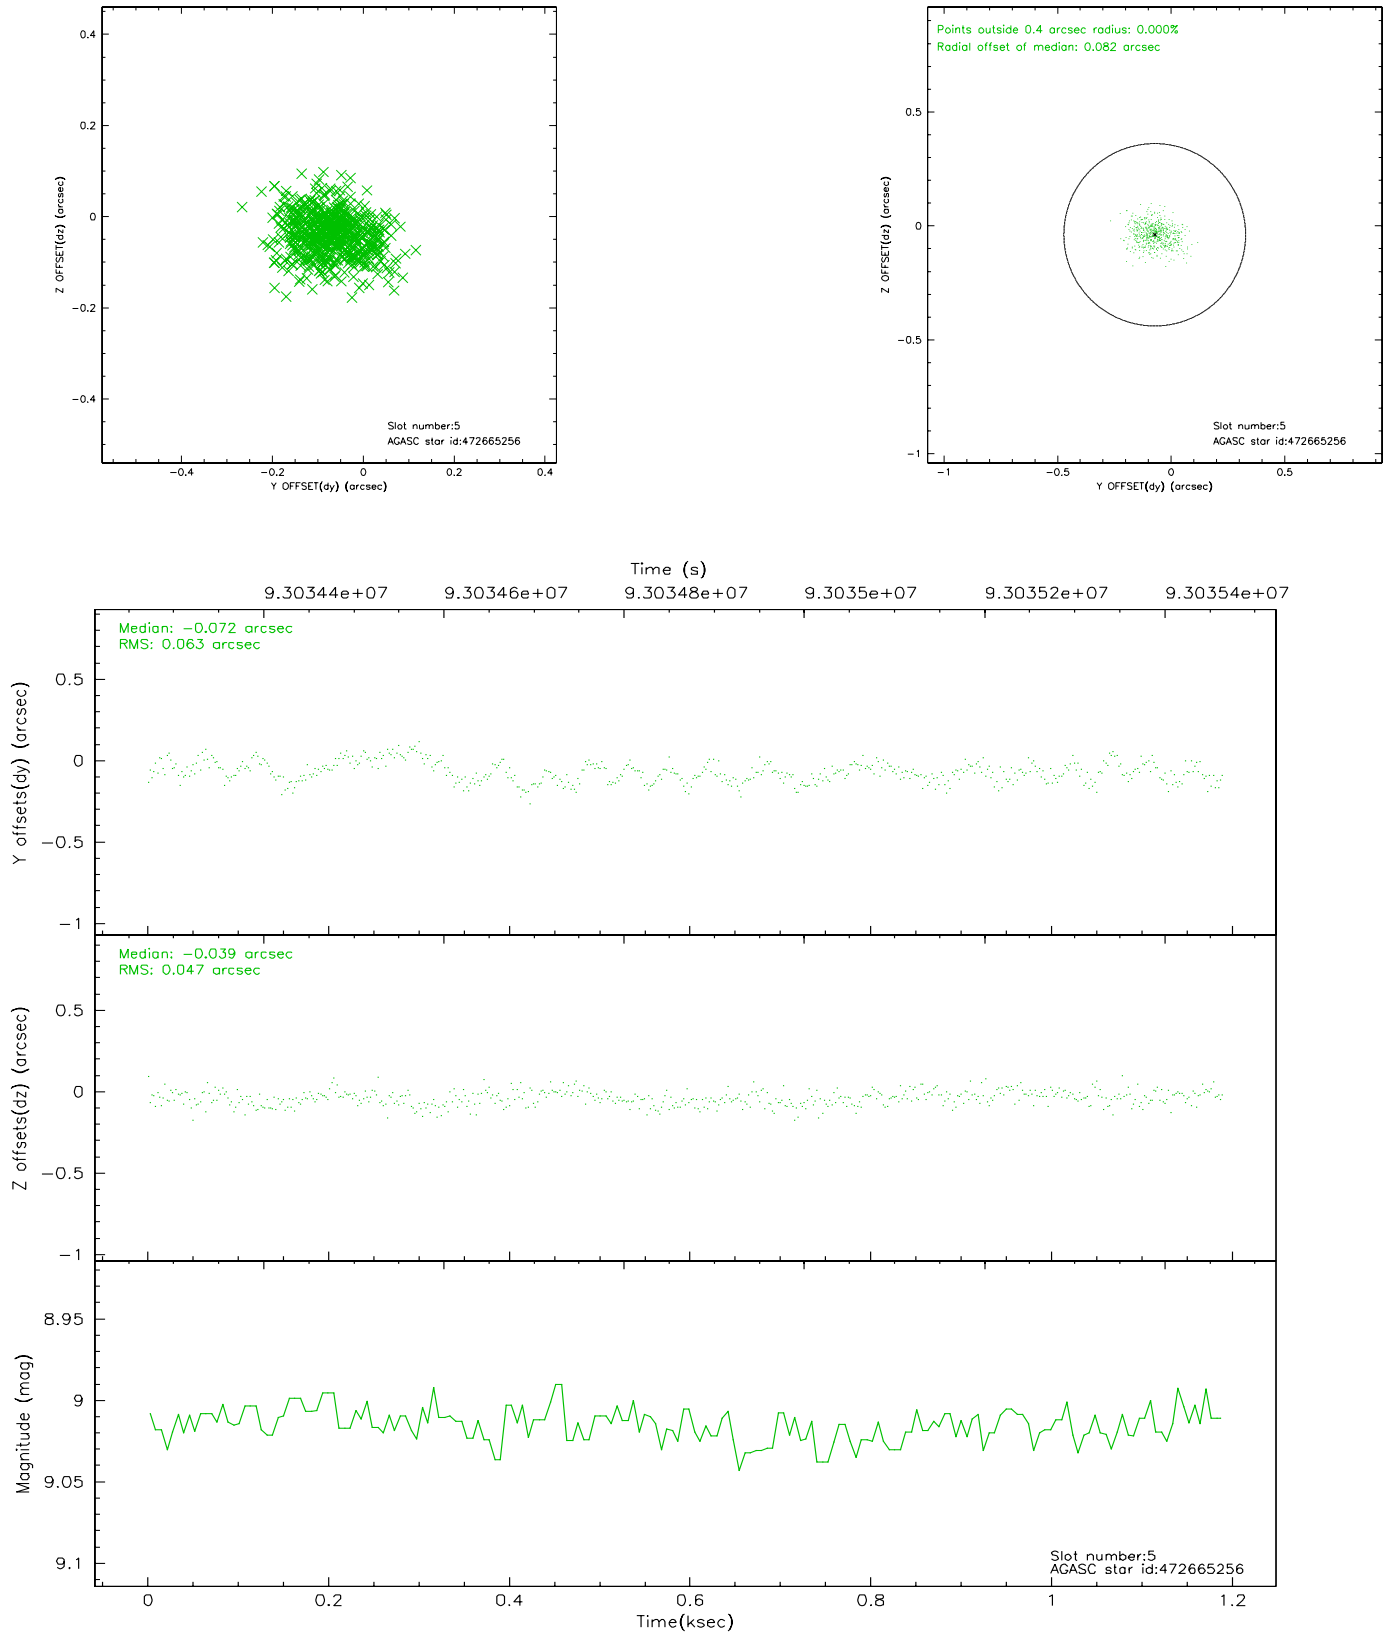 0.4
0.2
0
−0.2
−0.4
Z OFFSET(dz) (arcsec)
Slot number:5
AGASC star id:472665256
−0.4 −0.2 0 0.2 0.4
Y OFFSET(dy) (arcsec)
Points outside 0.4 arcsec radius: 0.000%
Radial offset of median: 0.082 arcsec
0.5
0
−0.5
−1
Z OFFSET(dz) (arcsec)
Slot number:5
AGASC star id:472665256
−1 −0.5 0 0.5
Y OFFSET(dy) (arcsec)
Time (s)
9.30344e+07 9.30346e+07 9.30348e+07 9.3035e+07 9.30352e+07 9.30354e+07
Median: −0.072 arcsec
RMS: 0.063 arcsec
0.5
0
−0.5
−1
Y offsets(dy) (arcsec)
Median: −0.039 arcsec
RMS: 0.047 arcsec
0.5
0
−0.5
−1
Z offsets(dz) (arcsec)
8.95
9
9.05
9.1
Magnitude (mag)
Slot number:5
AGASC star id:472665256
0 0.2 0.4 0.6 0.8 1 1.2
Time(ksec)